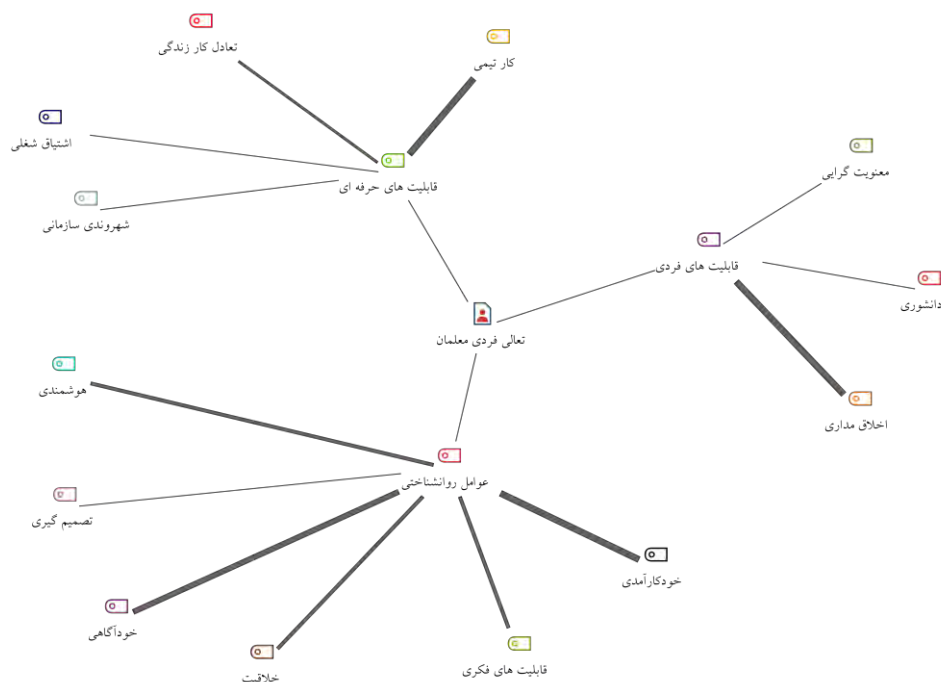 تعادل کار زندگی
کار تیمی
اشتیاق شغلی
معنویت گرایی
قابلیت های حرفه ای
شهروندی سازمانی
قابلیت های فردی
دانشوری
تعالی فردی معلمان
هوشمندی
اخلاق مداری
عوامل روانشناختی
تصمیم گیری
خودکارآمدی
خودآگاهی
قابلیت های فکری
خلاقیت